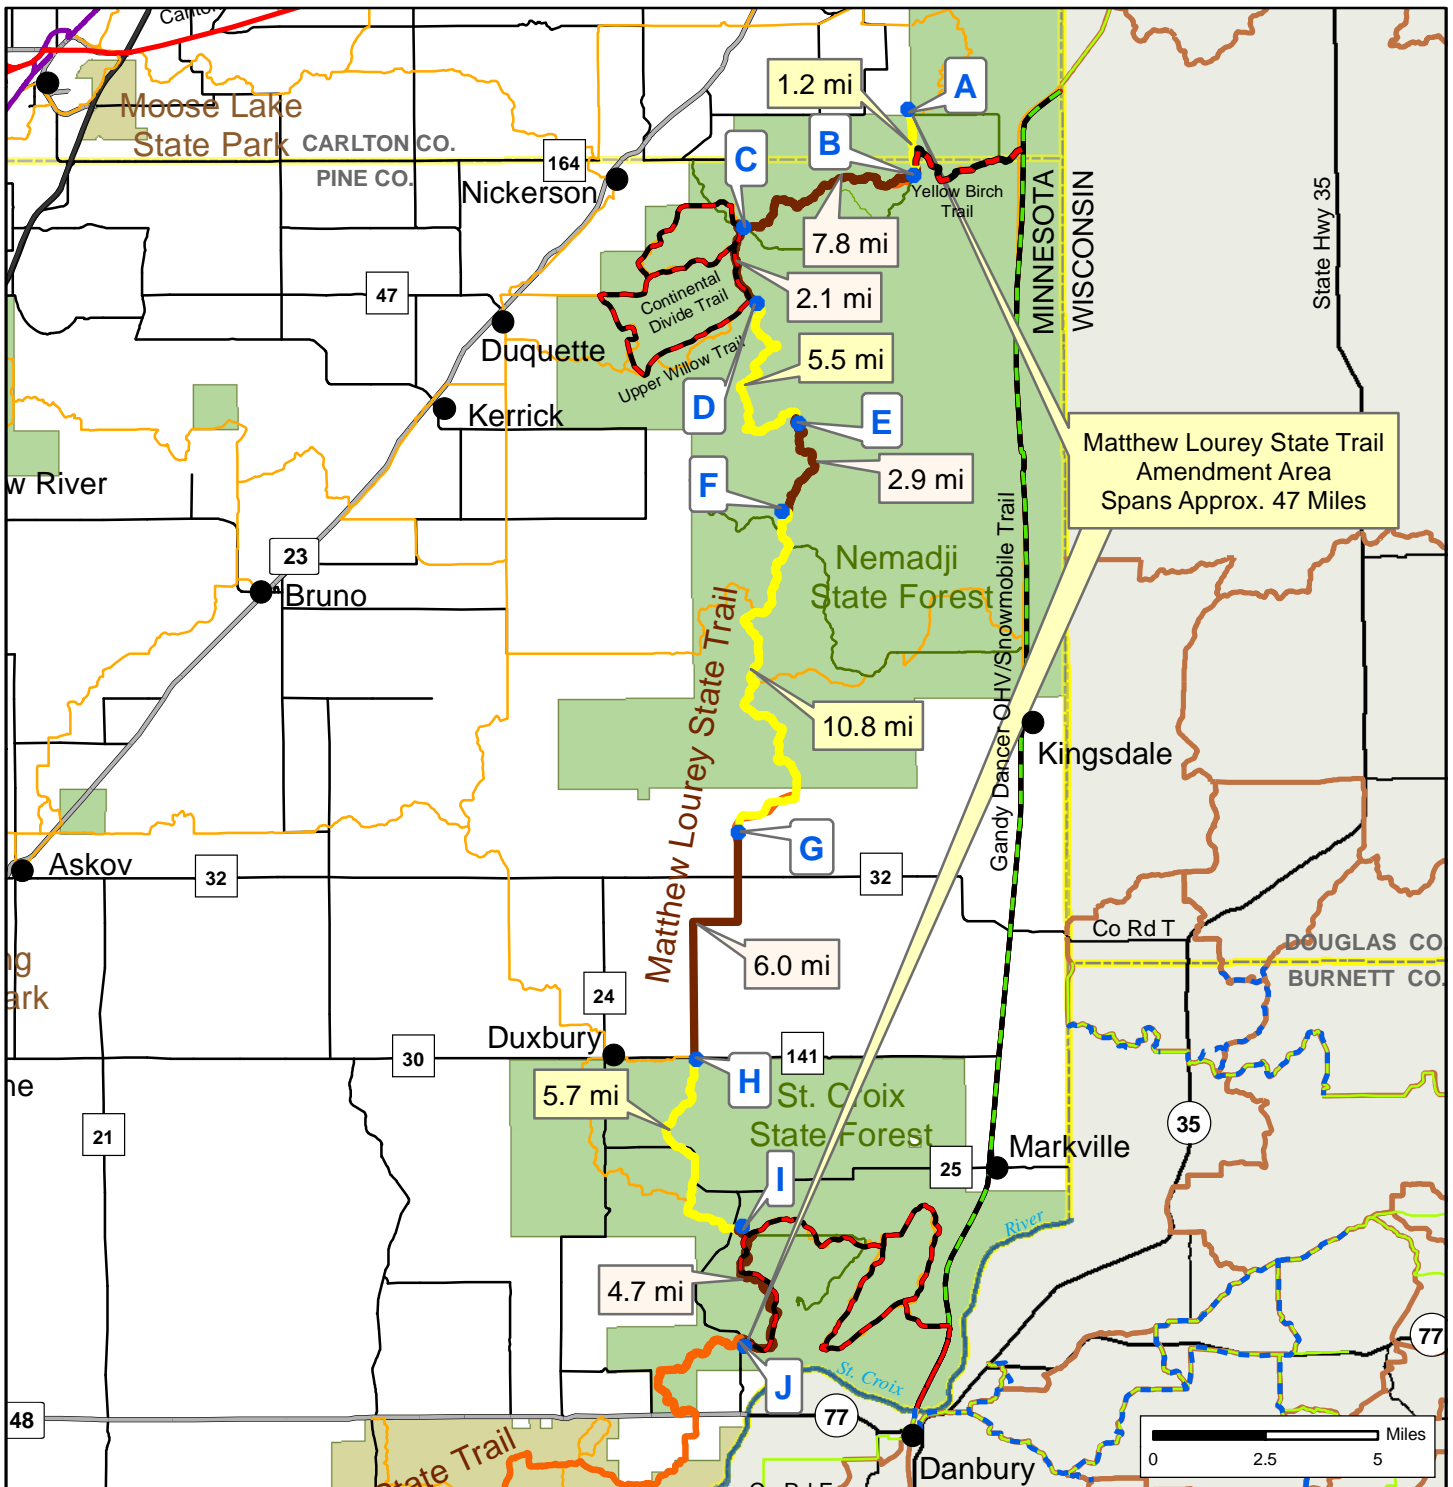 Moose Lake
State Park
CARLTON CO.
PINE CO.
164
Nickerson
1.2 mi
A
B
C
Yellow Birch
Trail
7.8 mi
2.1 mi
Continental
Divide Trail
Upper Willow Trail
MINNESOTA
WISCONSIN
State Hwy 35
47
Duquette
5.5 mi
D
E
Kerrick
Matthew Lourey State Trail
Amendment Area
Spans Approx. 47 Miles
2.9 mi
F
w River
23
Bruno
Nemadji
State Forest
Gandy Dancer OHV/Snowmobile Trail
Matthew Lourey State Trail
10.8 mi
Kingsdale
G
Askov
32
32
Co Rd T
DOUGLAS CO
BURNETT CO.
6.0 mi
ng
ark
24
Duxbury
30
141
H
ne
5.7 mi
St. Croix
State Forest
21
35
Markville
25
I
River
4.7 mi
J
St. Croix
77
77
48
State Trail
Danbury
Miles
0
2.5
5